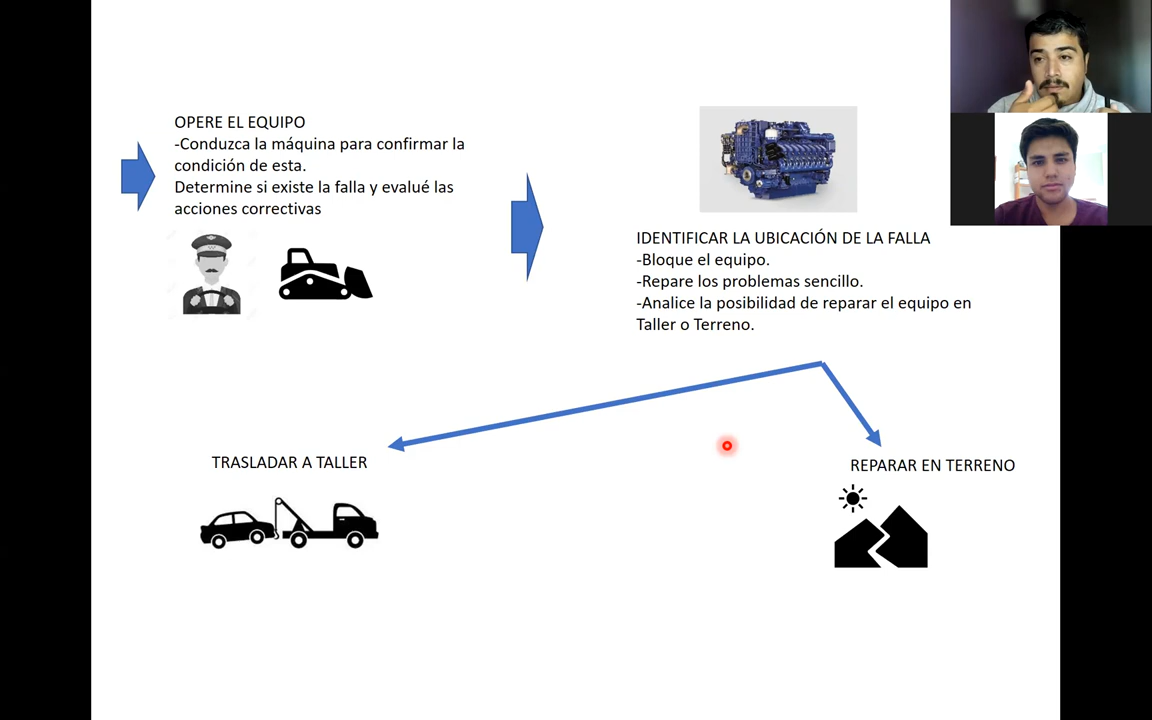 OPERE EL EQUIPO
-Conduzca la máquina para confirmar la
condición de esta.
Determine si existe la falla y evalué las
acciones correctivas
IDENTIFICAR LA UBICACIÓN DE LA FALLA
-Bloque el equipo.
-Repare los problemas sencillo.
-Analice la posibilidad de reparar el equipo en
Taller o Terreno.
TRASLADAR A TALLER
REPARAR EN TERRENO